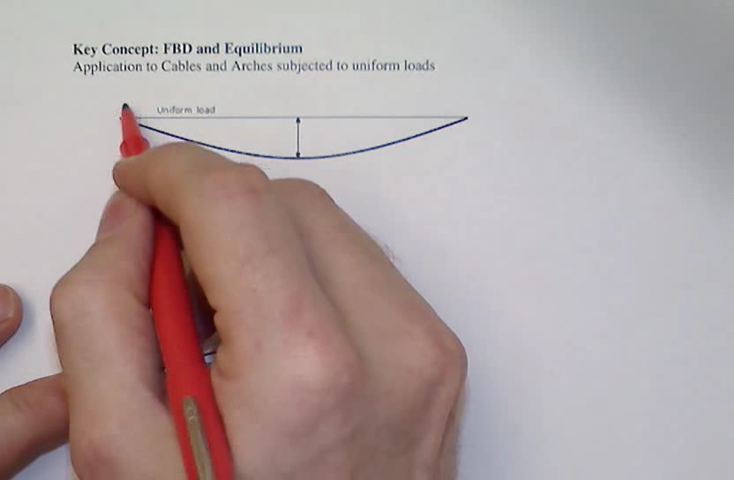 Key Concept: FBD and Equilibrium
Application to Cables and Arches subjected to uniform loads
Uniform load